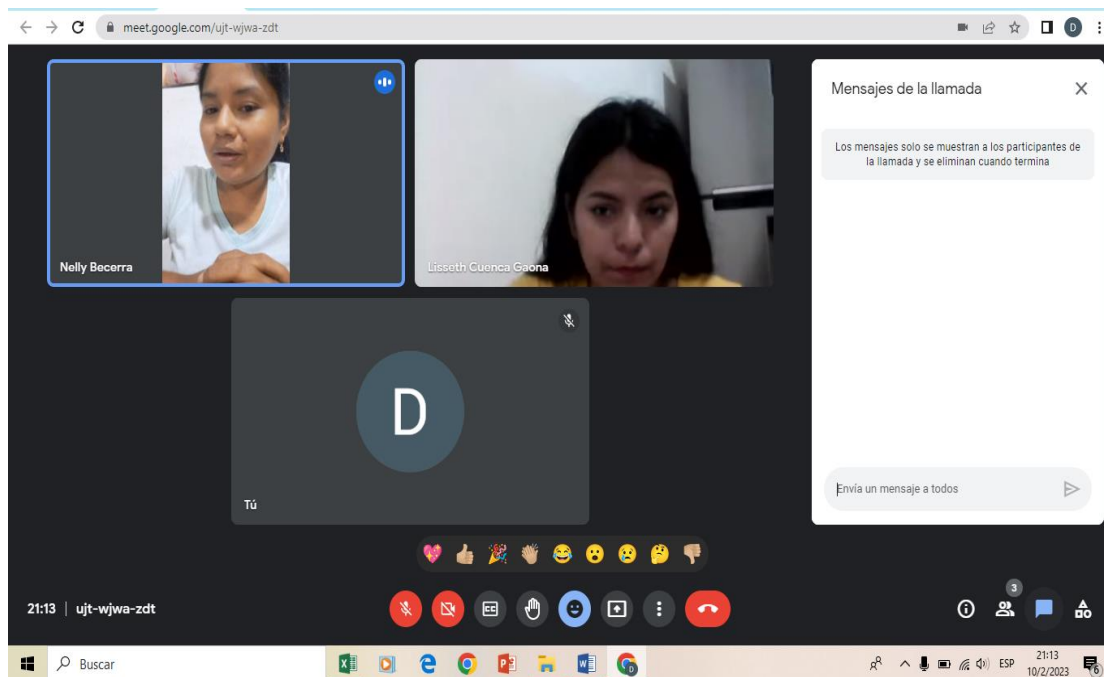 meet.google.com/ujt-wjwa-zdt
D
Nelly Becerra
Lisseth Cuenca Gaona
D
Tú
Mensajes de la llamada
Los mensajes solo se muestran a los participantes de
la llamada y se eliminan cuando termina
Envía un mensaje a todos
21:13 | ujt-wjwa-zdt
CC
3
Buscar
ESP
21:13
10/2/2023
6